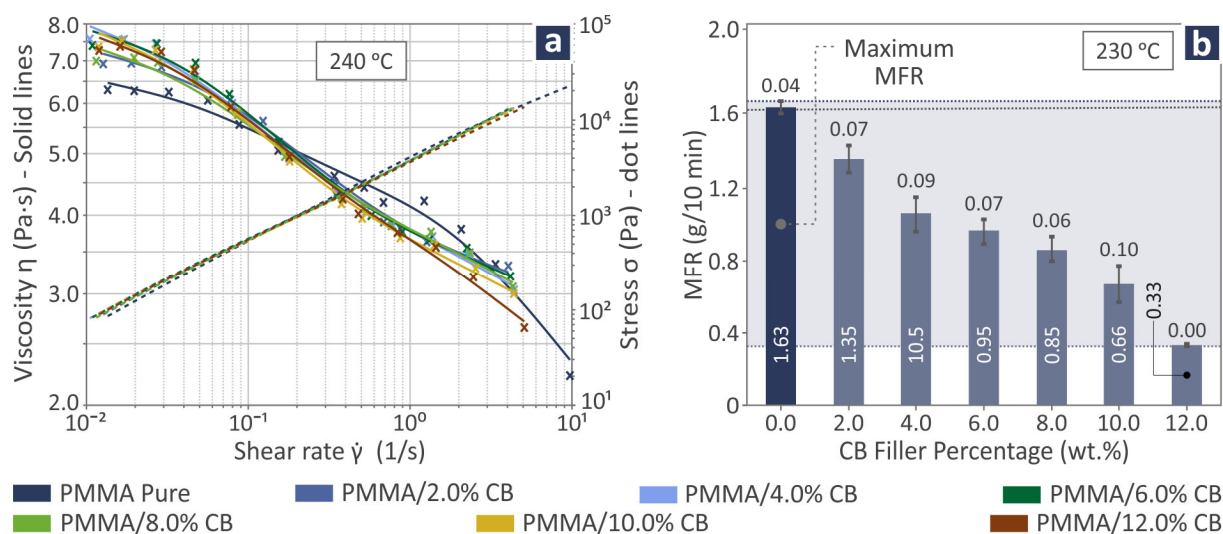 a
240 °C
Viscosity η (Pa·s) - Solid lines
8.0
7.0
6.0
5.0
4.0
3.0
2.0
10⁻²
10⁻¹
10⁰
10¹
Shear rate γ̇ (1/s)
10⁵
10⁴
10³
10²
10¹
Stress σ (Pa) - dot lines
b
230 °C
Maximum
MFR
MFR (g/10 min)
2.0
1.6
1.2
0.8
0.4
0
0.04
0.07
0.09
0.07
0.06
0.10
0.00
1.63
1.35
10.5
0.95
0.85
0.66
0.33
0.0
2.0
4.0
6.0
8.0
10.0
12.0
CB Filler Percentage (wt.%)
PMMA Pure
PMMA/2.0% CB
PMMA/4.0% CB
PMMA/6.0% CB
PMMA/8.0% CB
PMMA/10.0% CB
PMMA/12.0% CB